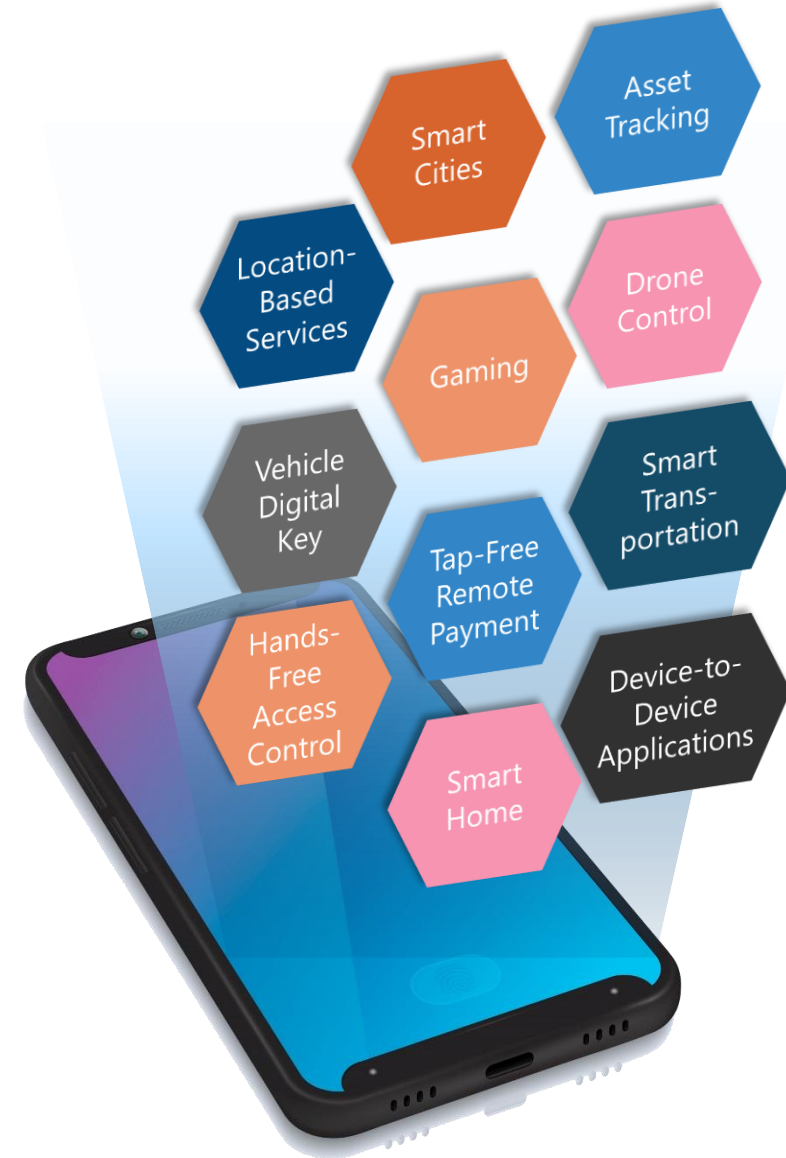 Asset
Tracking
Smart
Cities
Location-
Based
Services
Drone
Control
Gaming
Vehicle
Digital
Key
Smart
Trans-
portation
Tap-Free
Remote
Payment
Hands-
Free
Access
Control
Device-to-
Device
Applications
Smart
Home